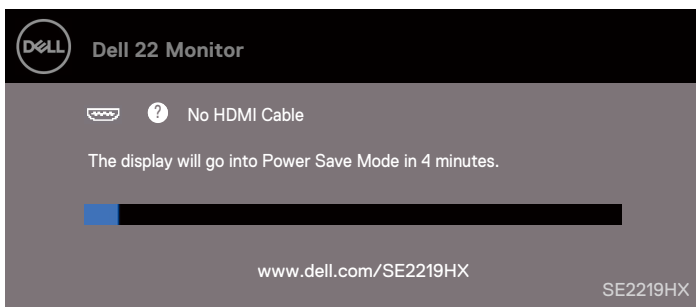 DELL
Dell 22 Monitor
? No HDMI Cable
The display will go into Power Save Mode in 4 minutes.
www.dell.com/SE2219HX
SE2219HX